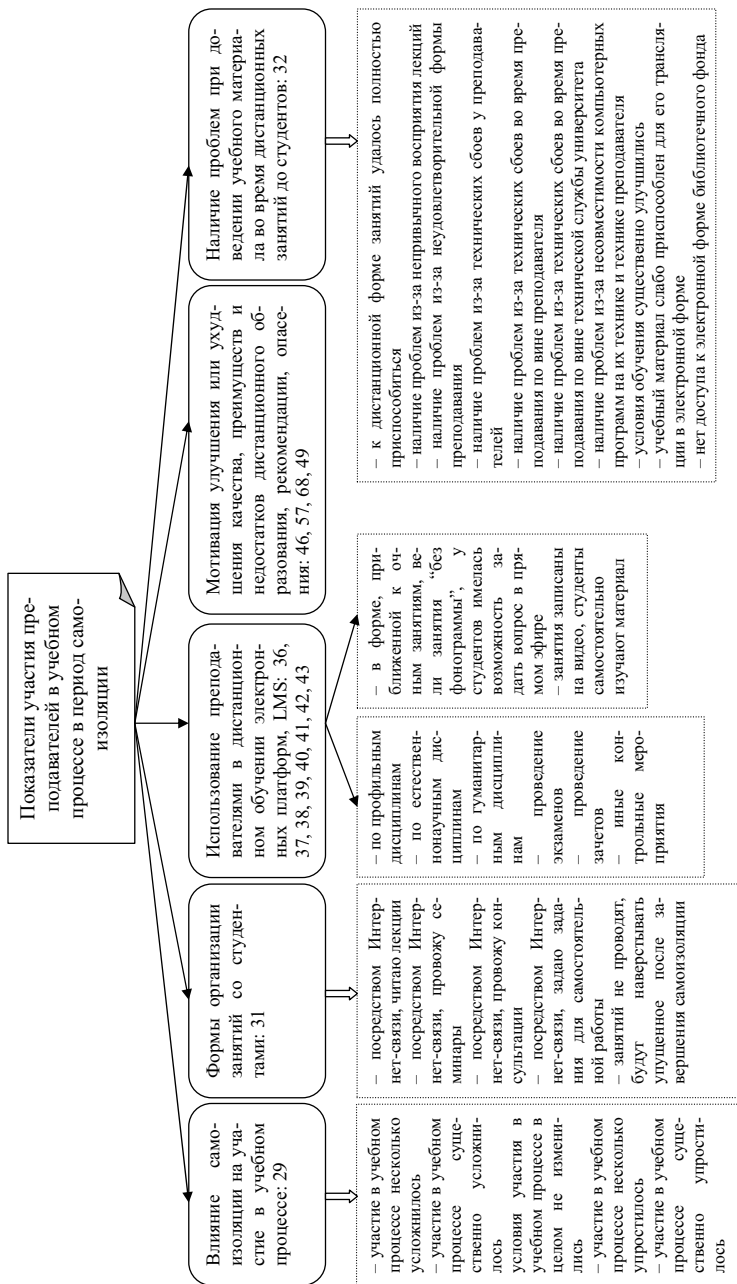 Показатели участия пре-
подавателей в учебном
процессе в период само-
изоляции
Влияние само-
изоляции на уча-
стие в учебном
процессе: 29
Формы организации
занятий со студен-
тами: 31
Использование препода-
вателями в дистанцион-
ном обучении электрон-
ных платформ, LMS: 36,
37, 38, 39, 40, 41, 42, 43
Мотивация улучшения или ухуд-
шения качества, преимуществ и
недостатков дистанционного об-
разования, рекомендации, опасе-
ния: 46, 57, 68, 49
Наличие проблем при до-
ведении учебного материа-
ла во время дистанционных
занятий до студентов: 32
– участие в учебном
процессе несколько
усложнилось
– участие в учебном
процессе суще-
ственно усложни-
лось
условия участия в
учебном процессе в
целом не измени-
лись
– участие в учебном
процессе несколько
упростилось
– участие в учебном
процессе суще-
ственно упрости-
лось
– посредством Интер-
нет-связи, читаю лекции
– посредством Интер-
нет-связи, провожу се-
минары
– посредством Интер-
нет-связи, провожу кон-
сультации
– посредством Интер-
нет-связи, задаю зада-
ния для самостоятель-
ной работы
– занятий не проводят,
будут наверстывать
упущенное после за-
вершения самоизоляции
– по профильным
дисциплинам
– по естествен-
нонаучным дис-
циплинам
– по гуманитар-
ным дисципли-
нам
– проведение
экзаменов
– проведение
зачетов
– иные кон-
трольные меро-
приятия
– в форме, при-
ближенной к оч-
ным занятиям, ве-
ли занятия “без
фонограммы”, у
студентов имелась
возможность за-
дать вопрос в пря-
мом эфире
– занятия записаны
на видео, студенты
самостоятельно
изучают материал
– к дистанционной форме занятий удалось полностью
приспособиться
– наличие проблем из-за непривычного восприятия лекций
– наличие проблем из-за неудовлетворительной формы
преподавания
– наличие проблем из-за технических сбоев у преподава-
телей
– наличие проблем из-за технических сбоев во время пре-
подавания по вине преподавателя
– наличие проблем из-за технических сбоев во время пре-
подавания по вине технической службы университета
– наличие проблем из-за несовместимости компьютерных
программ на их технике и технике преподавателя
– условия обучения существенно улучшились
– учебный материал слабо приспособлен для его трансля-
ции в электронной форме
– нет доступа к электронной форме библиотечного фонда